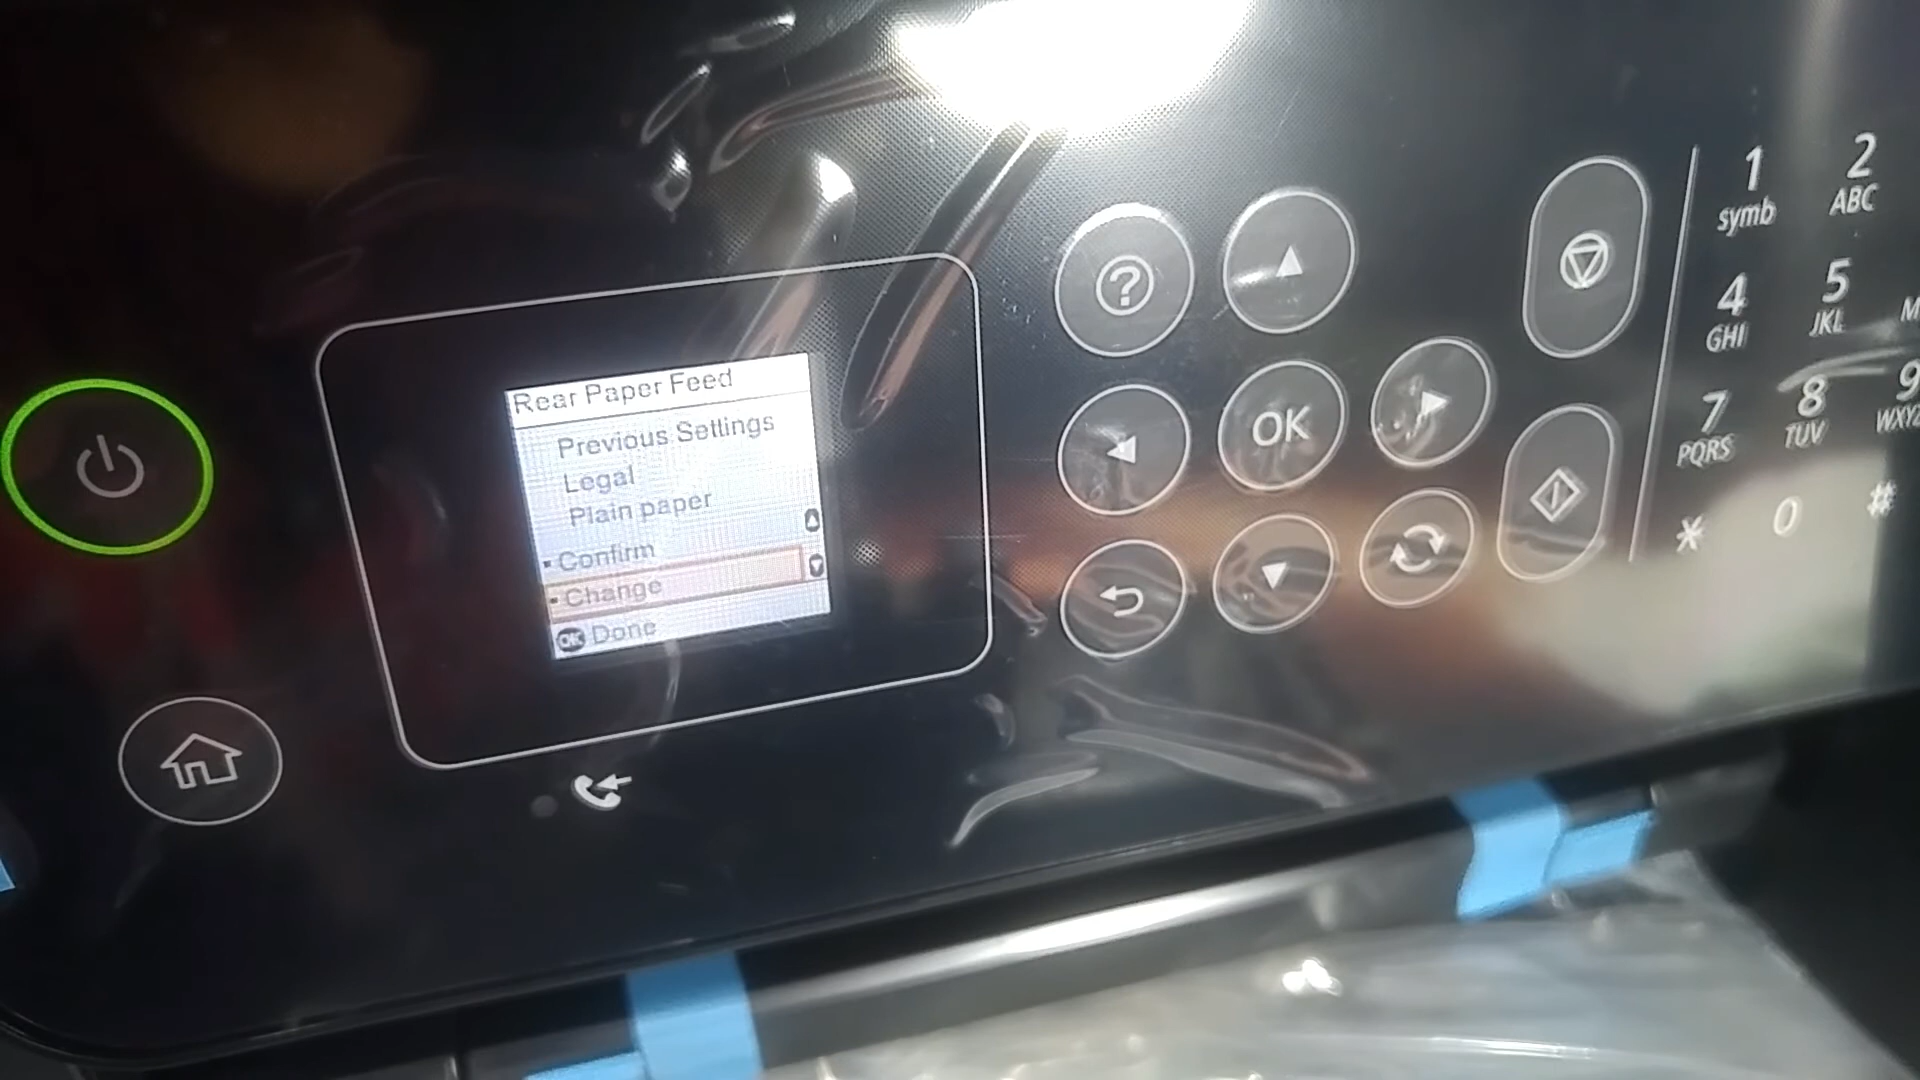 Rear Paper Feed
Previous Settings
Legal
Plain paper
Confirm
Change
OK Done
?
OK
1 2
symb ABC
4 5
GHI JKL M
7 8 9
PQRS TUV WXYZ
* 0 #